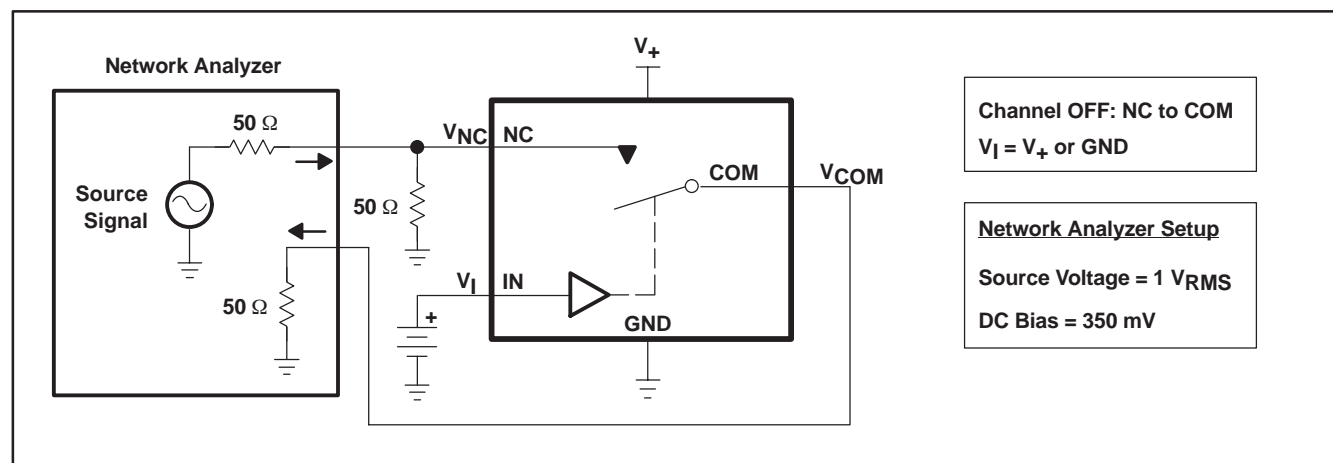 Network Analyzer
50 Ω
Source
Signal
50 Ω
50 Ω
V+
VNC NC
COM
VCOM
VI IN
+
GND
Channel OFF: NC to COM
VI = V+ or GND
Network Analyzer Setup
Source Voltage = 1 VRMS
DC Bias = 350 mV